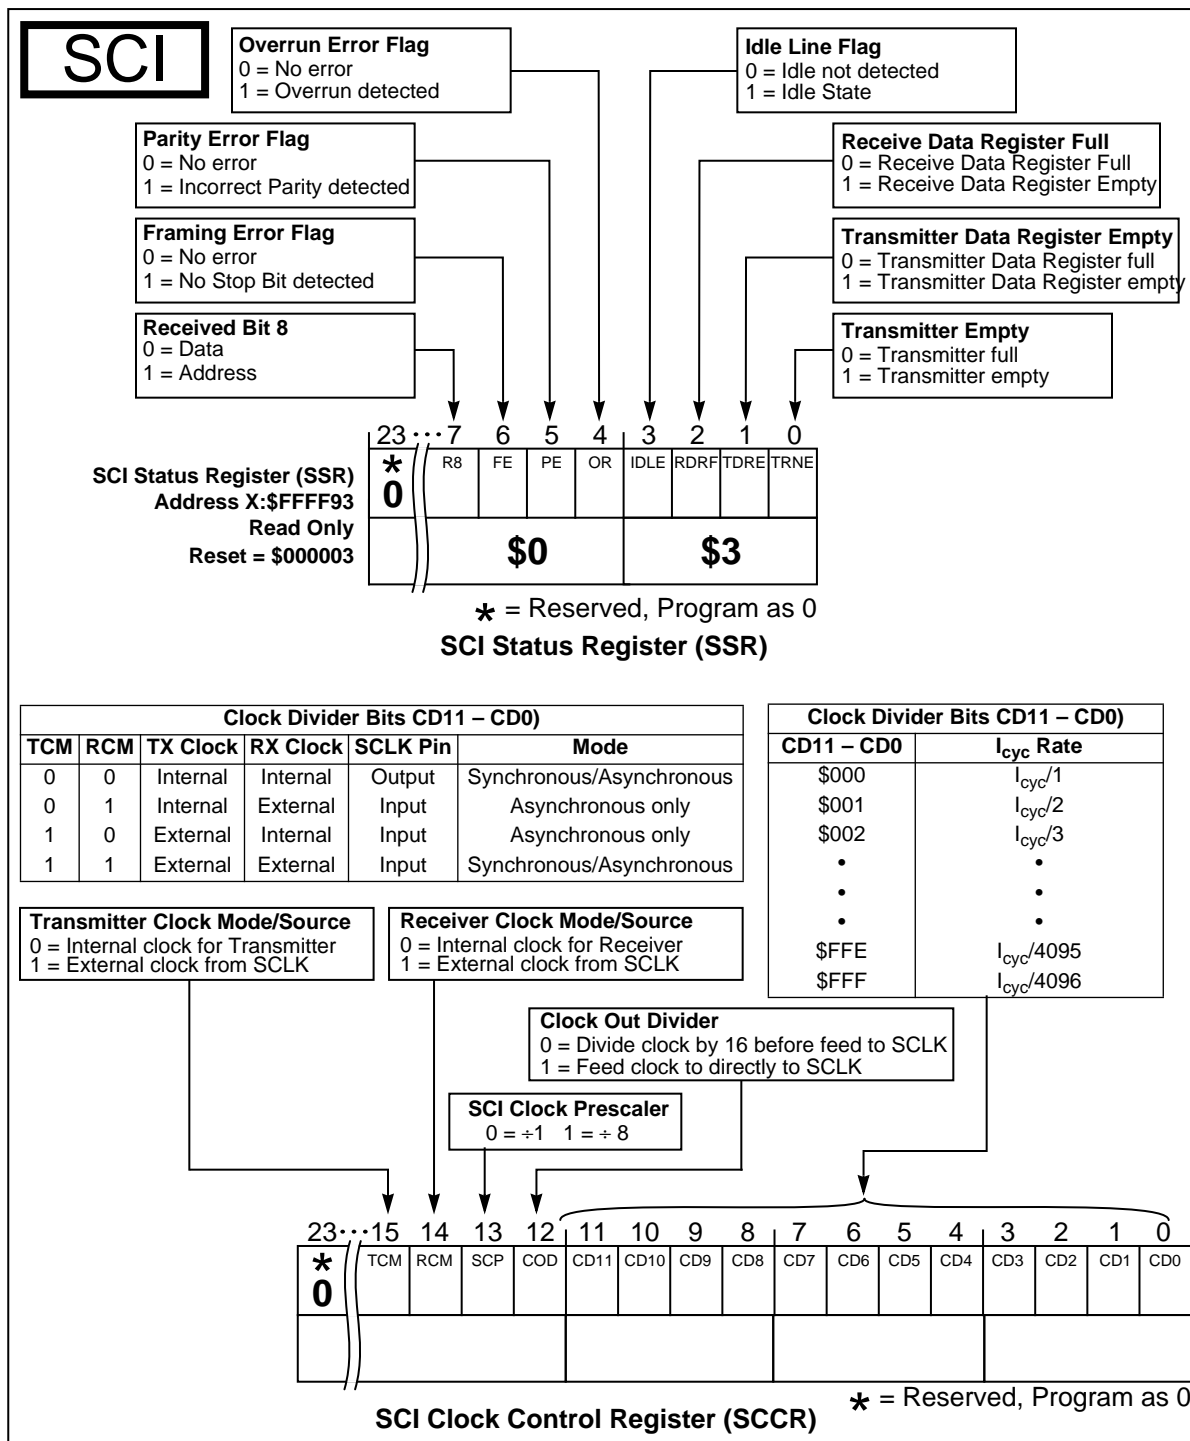 SCI
Overrun Error Flag
0 = No error
1 = Overrun detected
Idle Line Flag
0 = Idle not detected
1 = Idle State
Parity Error Flag
0 = No error
1 = Incorrect Parity detected
Receive Data Register Full
0 = Receive Data Register Full
1 = Receive Data Register Empty
Framing Error Flag
0 = No error
1 = No Stop Bit detected
Transmitter Data Register Empty
0 = Transmitter Data Register full
1 = Transmitter Data Register empty
Received Bit 8
0 = Data
1 = Address
Transmitter Empty
0 = Transmitter full
1 = Transmitter empty
23 ··· 7 6 5 4 3 2 1 0
* R8 FE PE OR IDLE RDRF TDRE TRNE
0
SCI Status Register (SSR)
Address X:$FFFF93
Read Only
Reset = $000003
$0 $3
* = Reserved, Program as 0
SCI Status Register (SSR)
Clock Divider Bits CD11 – CD0)
TCM RCM TX Clock RX Clock SCLK Pin Mode
0 0 Internal Internal Output Synchronous/Asynchronous
0 1 Internal External Input Asynchronous only
1 0 External Internal Input Asynchronous only
1 1 External External Input Synchronous/Asynchronous
Clock Divider Bits CD11 – CD0)
CD11 – CD0 Icyc Rate
$000 Icyc/1
$001 Icyc/2
$002 Icyc/3
• •
• •
• •
$FFE Icyc/4095
$FFF Icyc/4096
Transmitter Clock Mode/Source
0 = Internal clock for Transmitter
1 = External clock from SCLK
Receiver Clock Mode/Source
0 = Internal clock for Receiver
1 = External clock from SCLK
Clock Out Divider
0 = Divide clock by 16 before feed to SCLK
1 = Feed clock to directly to SCLK
SCI Clock Prescaler
0 = ÷1 1 = ÷ 8
23 ··· 15 14 13 12 11 10 9 8 7 6 5 4 3 2 1 0
* TCM RCM SCP COD CD11 CD10 CD9 CD8 CD7 CD6 CD5 CD4 CD3 CD2 CD1 CD0
0
* = Reserved, Program as 0
SCI Clock Control Register (SCCR)